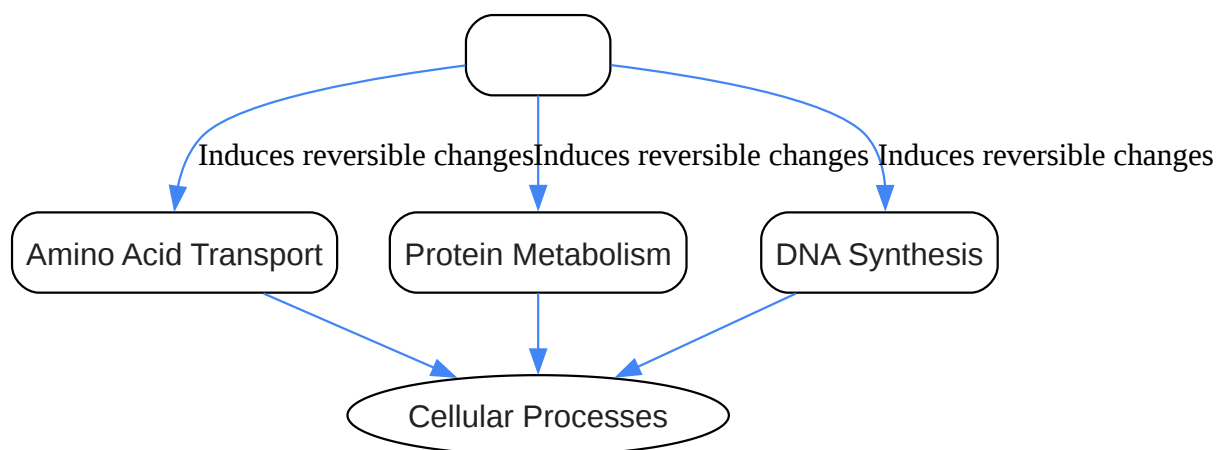 Induces reversible changes
Induces reversible changes
Induces reversible changes
Amino Acid Transport
Protein Metabolism
DNA Synthesis
Cellular Processes